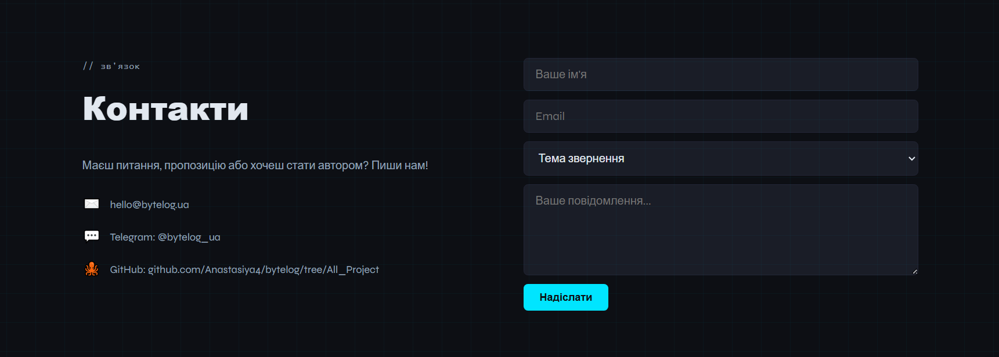 // зв'язок
Контакти
Маєш питання, пропозицію або хочеш стати автором? Пиши нам!
hello@bytelog.ua
Telegram: @bytelog_ua
GitHub: github.com/Anastasiya4/bytelog/tree/All_Project
Ваше ім'я
Email
Тема звернення
Ваше повідомлення...
Надіслати